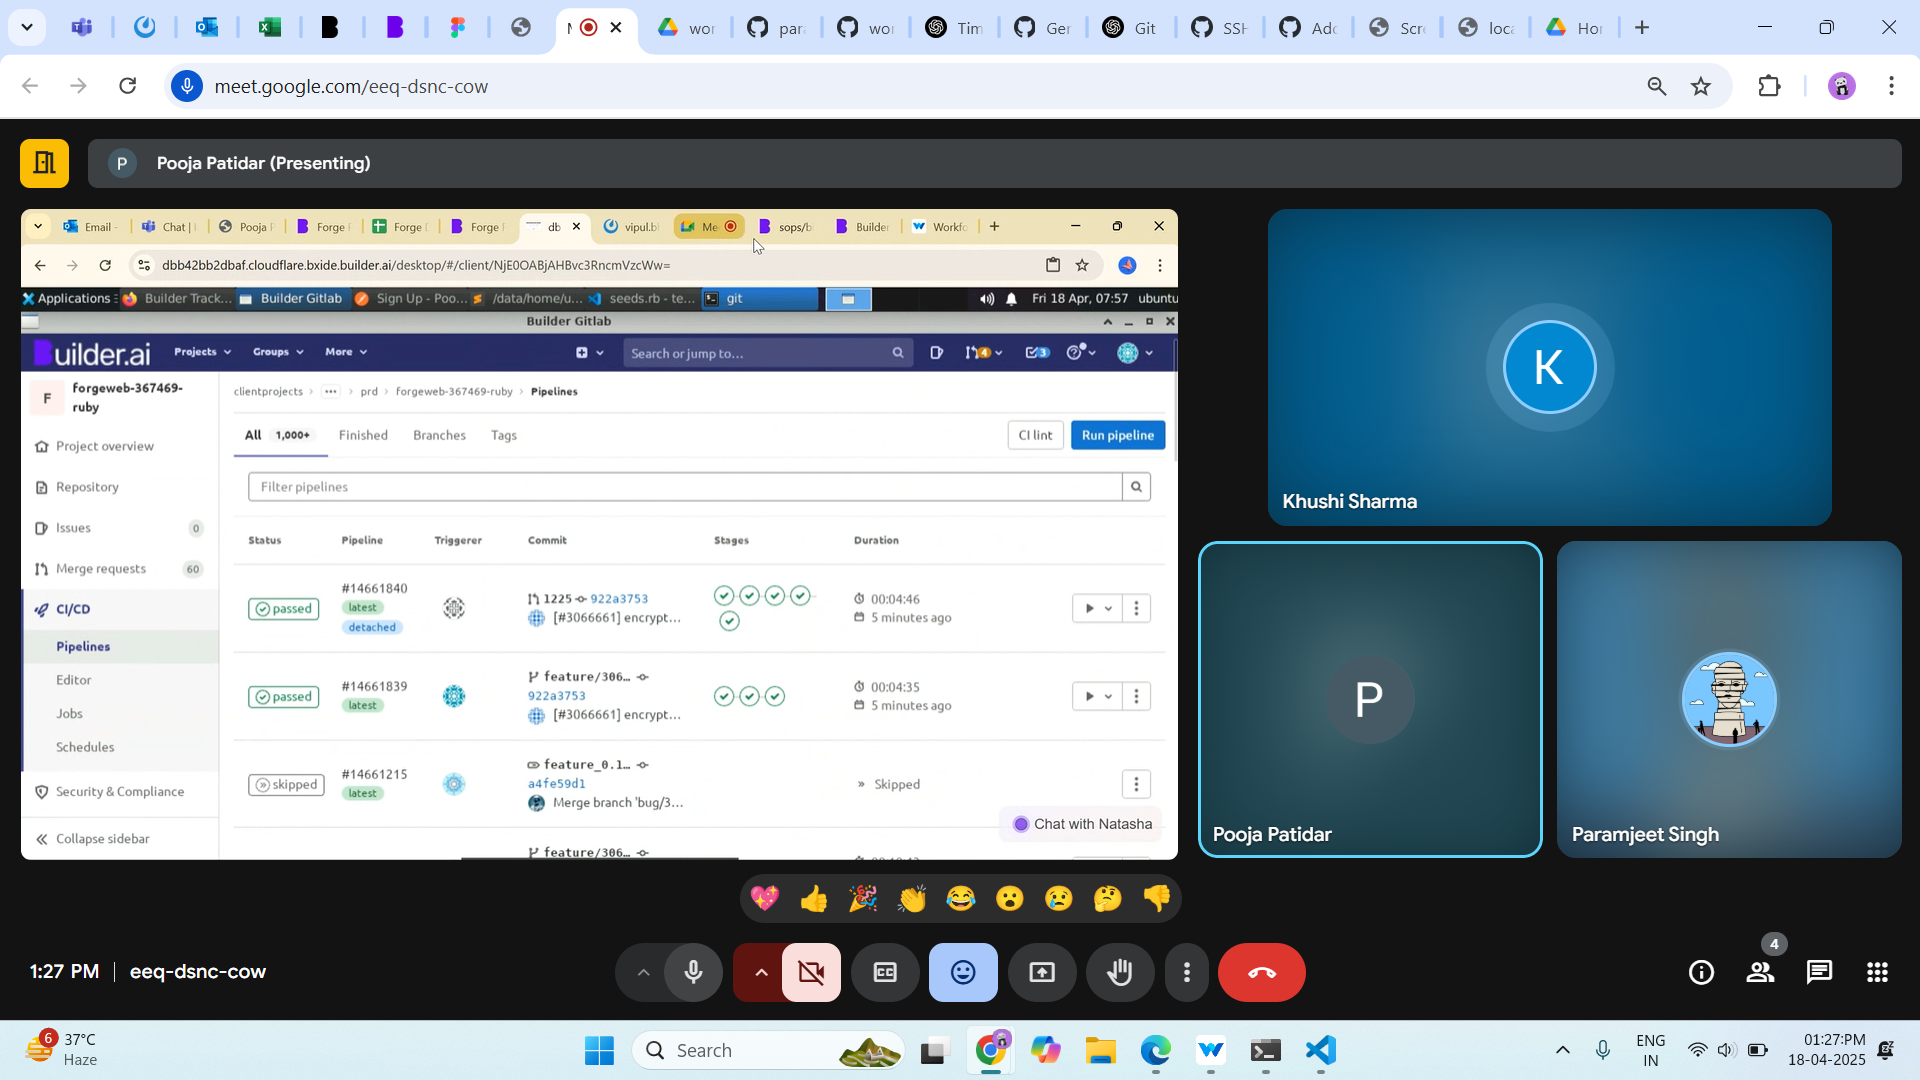 wor
par
wor
Tim
Ger
Git
SSH
Adc
Scre
loca
Hor
meet.google.com/eeq-dsnc-cow
P
Pooja Patidar (Presenting)
Email -
Chat |
Pooja P
Forge
Forge
Forge
db
vipul.bl
Me
sops/b
Builder
Workfo
dbb42bb2dbaf.cloudflare.bxide.builder.ai/desktop/#/client/NjE0OABjAHBvc3RncmVzcWw=
Applications
Builder Track...
Builder Gitlab
Sign Up - Poo...
/data/home/u...
seeds.rb - te...
git
Fri 18 Apr, 07:57
ubuntu
Builder Gitlab
Builder.ai
Projects
Groups
More
Search or jump to...
4
3
F
forgeweb-367469-
ruby
Project overview
Repository
Issues
0
Merge requests
60
CI/CD
Pipelines
Editor
Jobs
Schedules
Security & Compliance
Collapse sidebar
clientprojects
prd
forgeweb-367469-ruby
Pipelines
All 1,000+
Finished
Branches
Tags
CI lint
Run pipeline
Filter pipelines
Status
Pipeline
Triggerer
Commit
Stages
Duration
passed
#14661840
latest
detached
1225
922a3753
[#3066661] encrypt...
00:04:46
5 minutes ago
passed
#14661839
latest
feature/306...
922a3753
[#3066661] encrypt...
00:04:35
5 minutes ago
skipped
#14661215
latest
feature_0.1...
a4fe59d1
Merge branch 'bug/3...
Skipped
feature/306...
Chat with Natasha
K
Khushi Sharma
P
Pooja Patidar
Paramjeet Singh
1:27 PM
eeq-dsnc-cow
CC
4
6
37°C
Haze
Search
ENG
IN
01:27:PM
18-04-2025